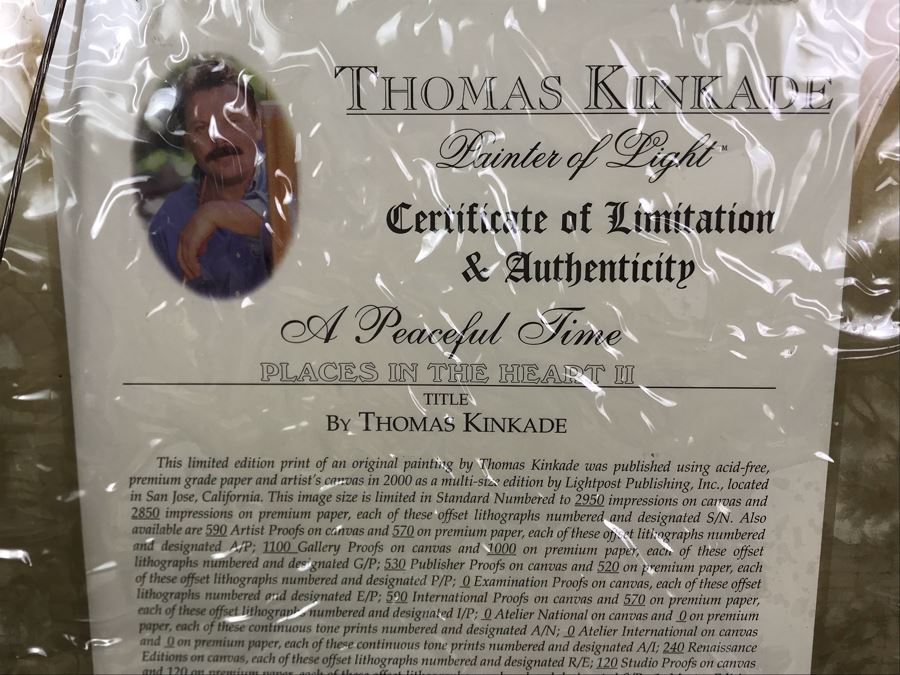 THOMAS KINKADE
Painter of Light™
Certificate of Limitation
& Authenticity
A Peaceful Time
PLACES IN THE HEART II
TITLE
BY THOMAS KINKADE
This limited edition print of an original painting by Thomas Kinkade was published using acid-free,
premium grade paper and artist's canvas in 2000 as a multi-size edition by Lightpost Publishing, Inc., located
in San Jose, California. This image size is limited in Standard Numbered to 2950 impressions on canvas and
2850 impressions on premium paper, each of these offset lithographs numbered and designated S/N. Also
available are 590 Artist Proofs on canvas and 570 on premium paper, each of these offset lithographs numbered
and designated A/P; 1100 Gallery Proofs on canvas and 1000 on premium paper, each of these offset
lithographs numbered and designated G/P; 530 Publisher Proofs on canvas and 520 on premium paper, each
of these offset lithographs numbered and designated P/P; 0 Examination Proofs on canvas, each of these offset
lithographs numbered and designated E/P; 590 International Proofs on canvas and 570 on premium paper,
each of these offset lithographs numbered and designated I/P; 0 Atelier National on canvas and 0 on premium
paper, each of these continuous tone prints numbered and designated A/N; 0 Atelier International on canvas
and 0 on premium paper, each of these continuous tone prints numbered and designated A/I; 240 Renaissance
Editions on canvas, each of these offset lithographs numbered and designated R/E; 120 Studio Proofs on canvas
and 120 on premium paper, each of these offset lithographs